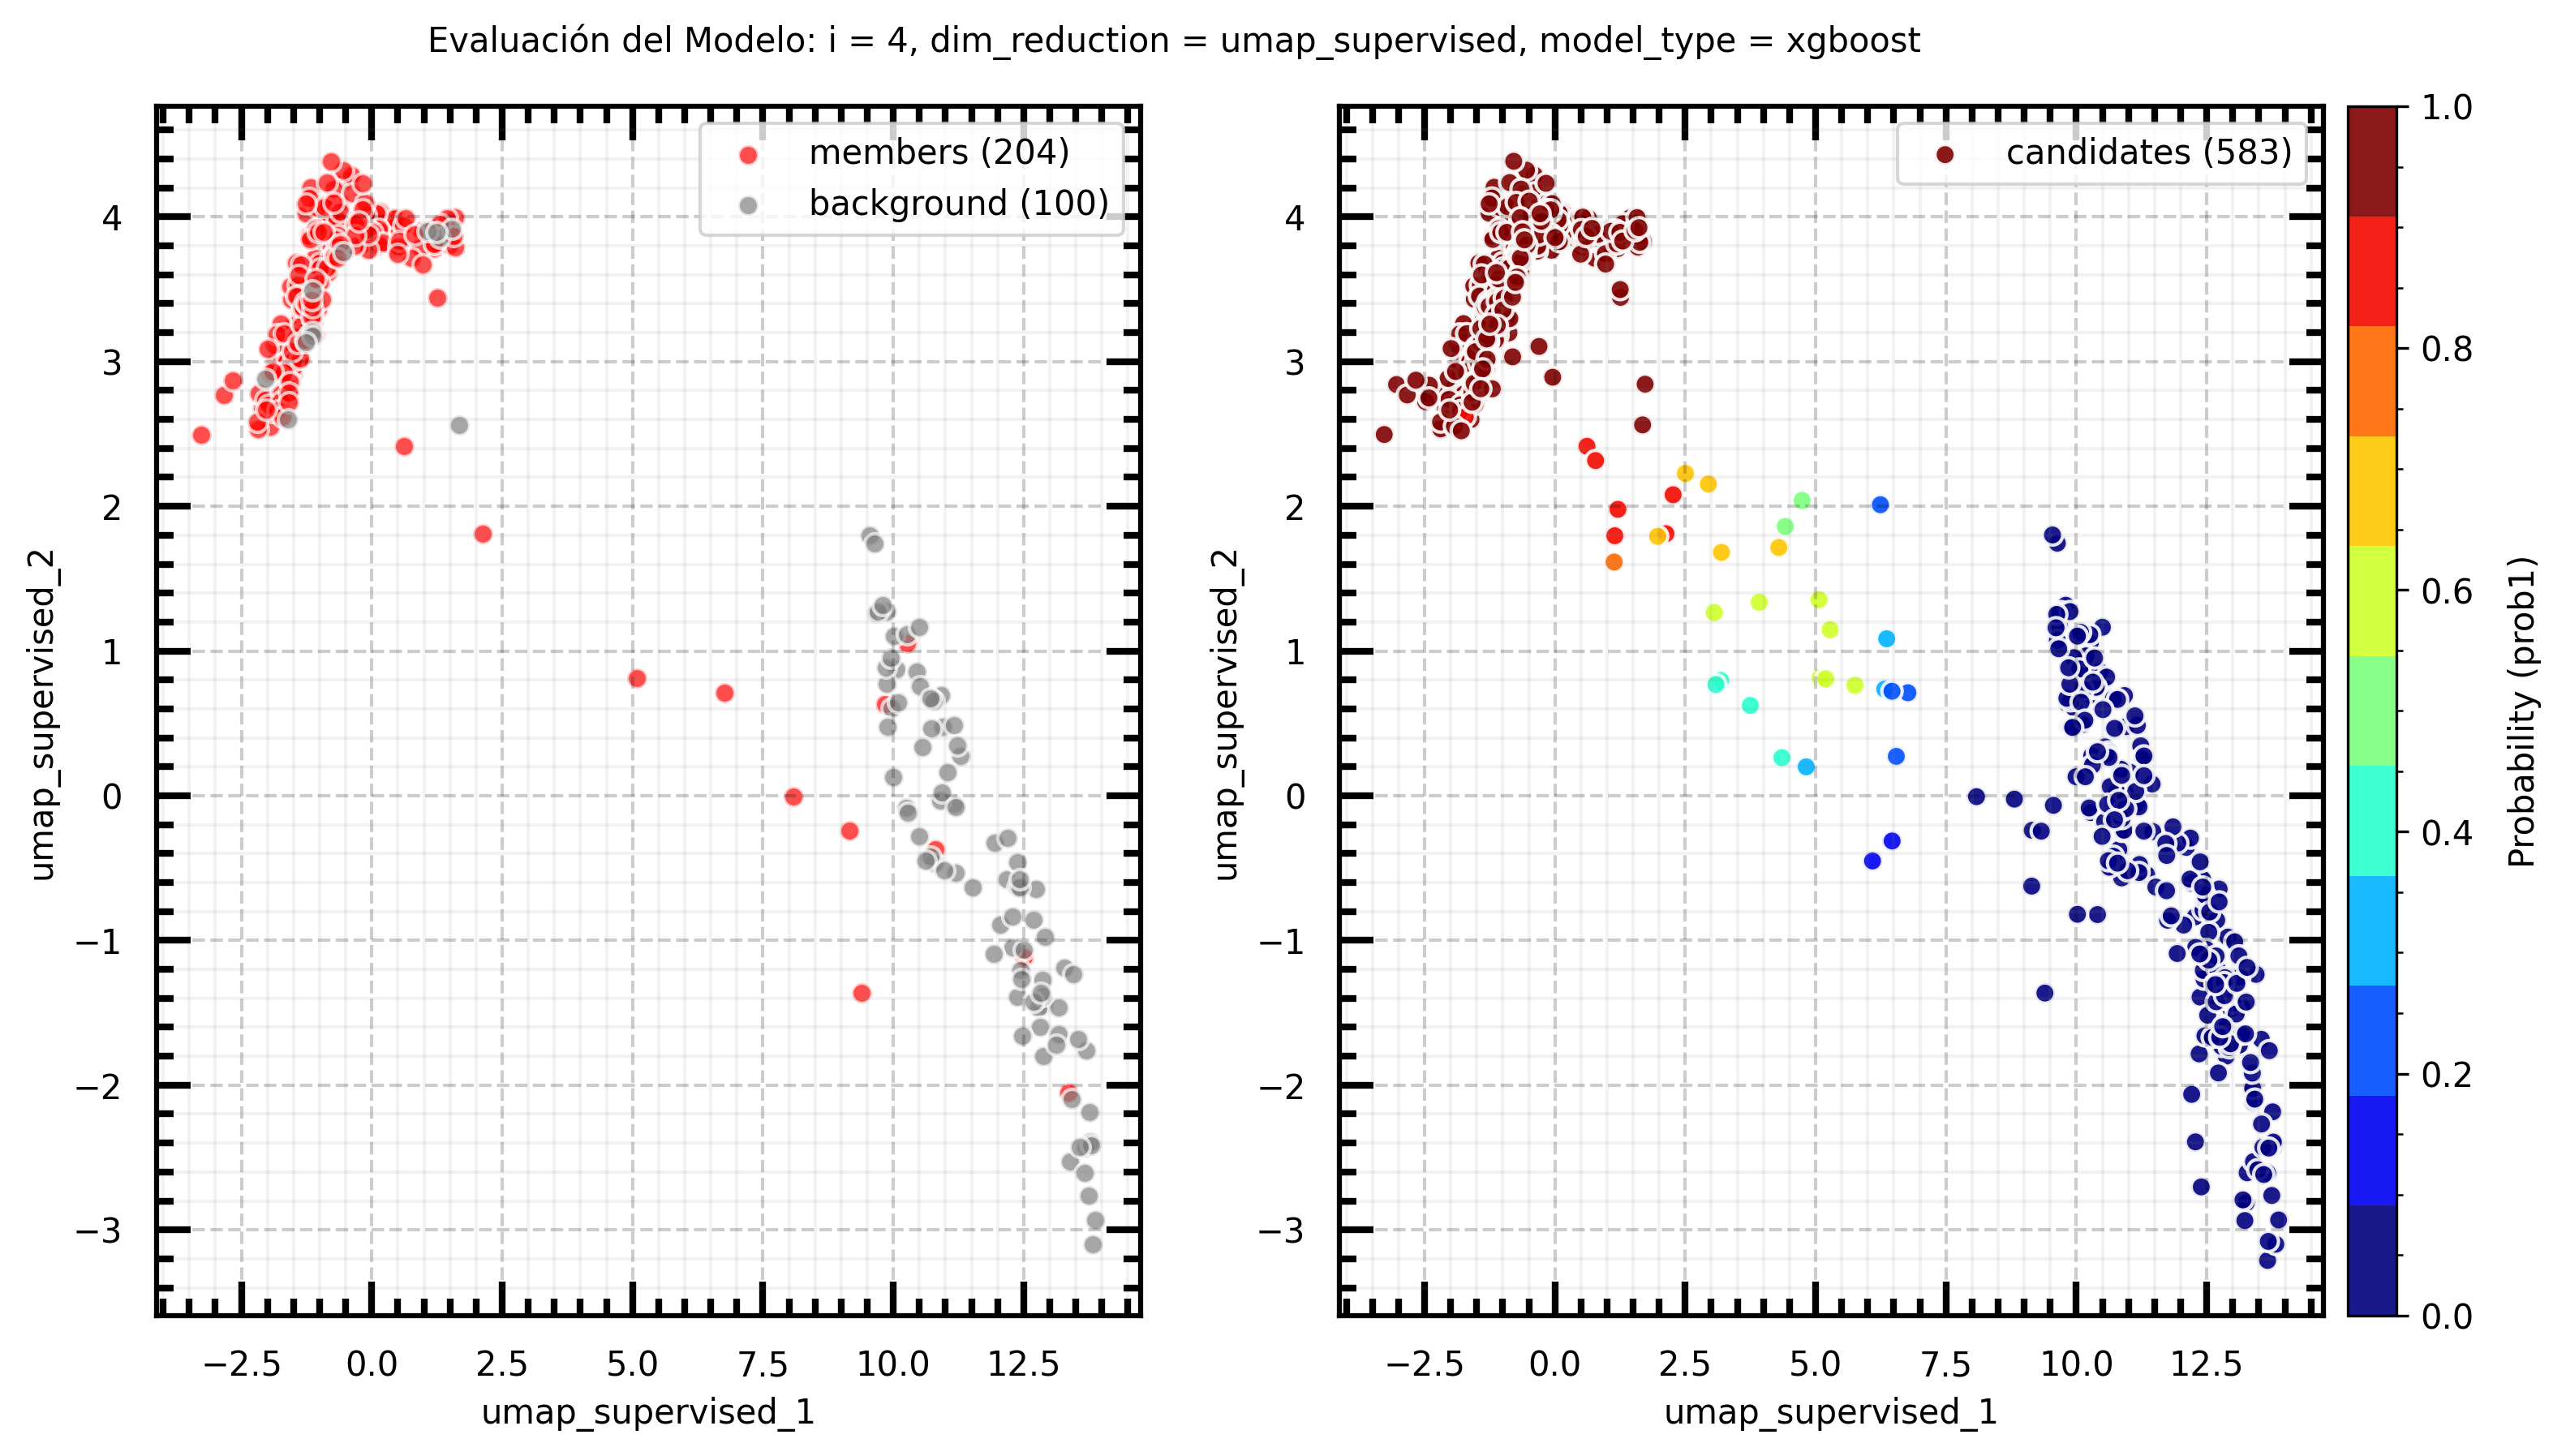 Evaluación del Modelo: i = 4, dim_reduction = umap_supervised, model_type = xgboost
members (204)
background (100)
4
3
2
1
0
−1
−2
−3
umap_supervised_2
−2.5 0.0 2.5 5.0 7.5 10.0 12.5
umap_supervised_1
candidates (583)
4
3
2
1
0
−1
−2
−3
umap_supervised_2
−2.5 0.0 2.5 5.0 7.5 10.0 12.5
umap_supervised_1
1.0
0.8
0.6
0.4
0.2
0.0
Probability (prob1)